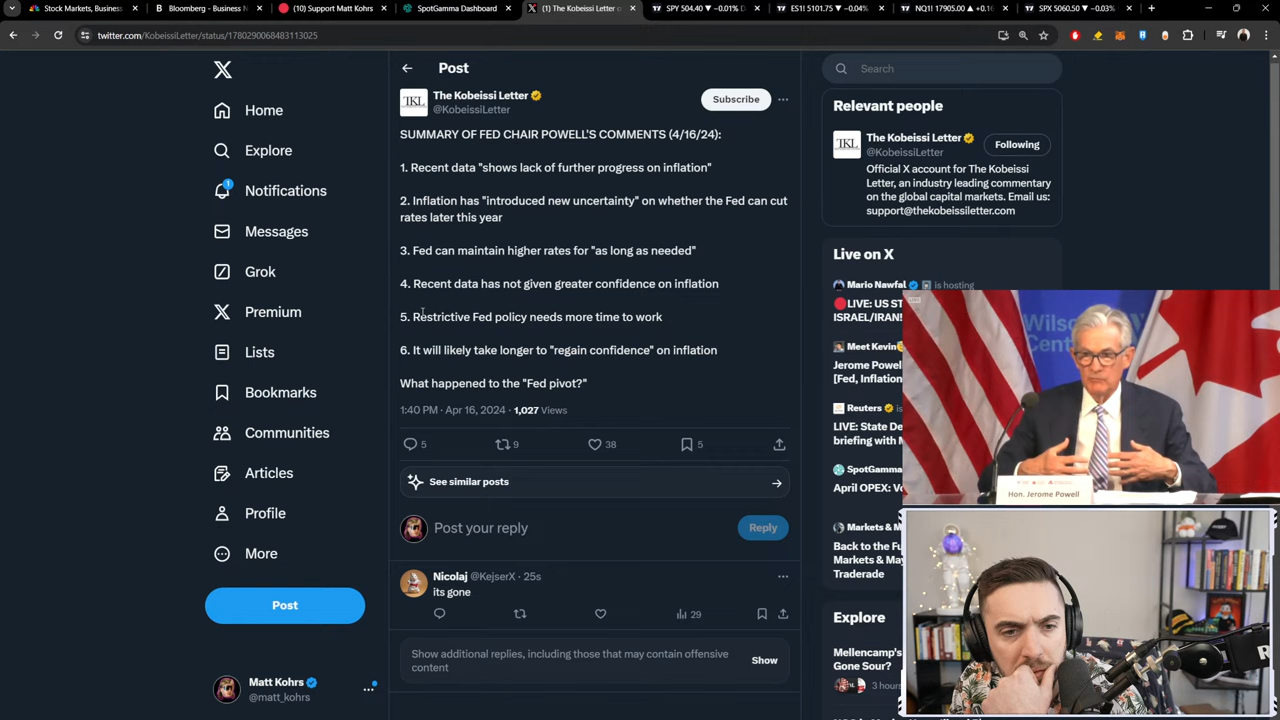 Stock Markets, Business
Bloomberg - Business N
(10) Support Matt Kohrs
SpotGamma Dashboard
(1) The Kobeissi Letter o
SPY 504.40 ▼ −0.01% D
ES1! 5101.75 ▼ −0.04%
NQ1! 17905.00 ▲ +0.16
SPX 5060.50 ▼ −0.03%
twitter.com/KobeissiLetter/status/1780290068483113025
Home
Explore
1
Notifications
Messages
Grok
Premium
Lists
Bookmarks
Communities
Articles
Profile
More
Post
Matt Kohrs
@matt_kohrs
Post
The Kobeissi Letter
@KobeissiLetter
Subscribe
SUMMARY OF FED CHAIR POWELL'S COMMENTS (4/16/24):
1. Recent data "shows lack of further progress on inflation"
2. Inflation has "introduced new uncertainty" on whether the Fed can cut
rates later this year
3. Fed can maintain higher rates for "as long as needed"
4. Recent data has not given greater confidence on inflation
5. Restrictive Fed policy needs more time to work
6. It will likely take longer to "regain confidence" on inflation
What happened to the "Fed pivot?"
1:40 PM · Apr 16, 2024 · 1,027 Views
5
9
38
5
See similar posts
Post your reply
Reply
Nicolaj @KejserX · 25s
its gone
29
Show additional replies, including those that may contain offensive
content
Show
Search
Relevant people
The Kobeissi Letter
@KobeissiLetter
Following
Official X account for The Kobeissi
Letter, an industry leading commentary
on the global capital markets. Email us:
support@thekobeissiletter.com
Live on X
Mario Nawfal is hosting
LIVE: US ST
ISRAEL/IRAN!
Meet Kevin
Jerome Powell
[Fed, Inflation
Reuters
LIVE: State De
briefing with M
SpotGamma
April OPEX: Vo
Markets & M
Back to the Fu
Markets & May
Traderade
Explore
Mellencamp's
Gone Sour?
3 hours
LIVE
Wils
Cente
Hon. Jerome Powell